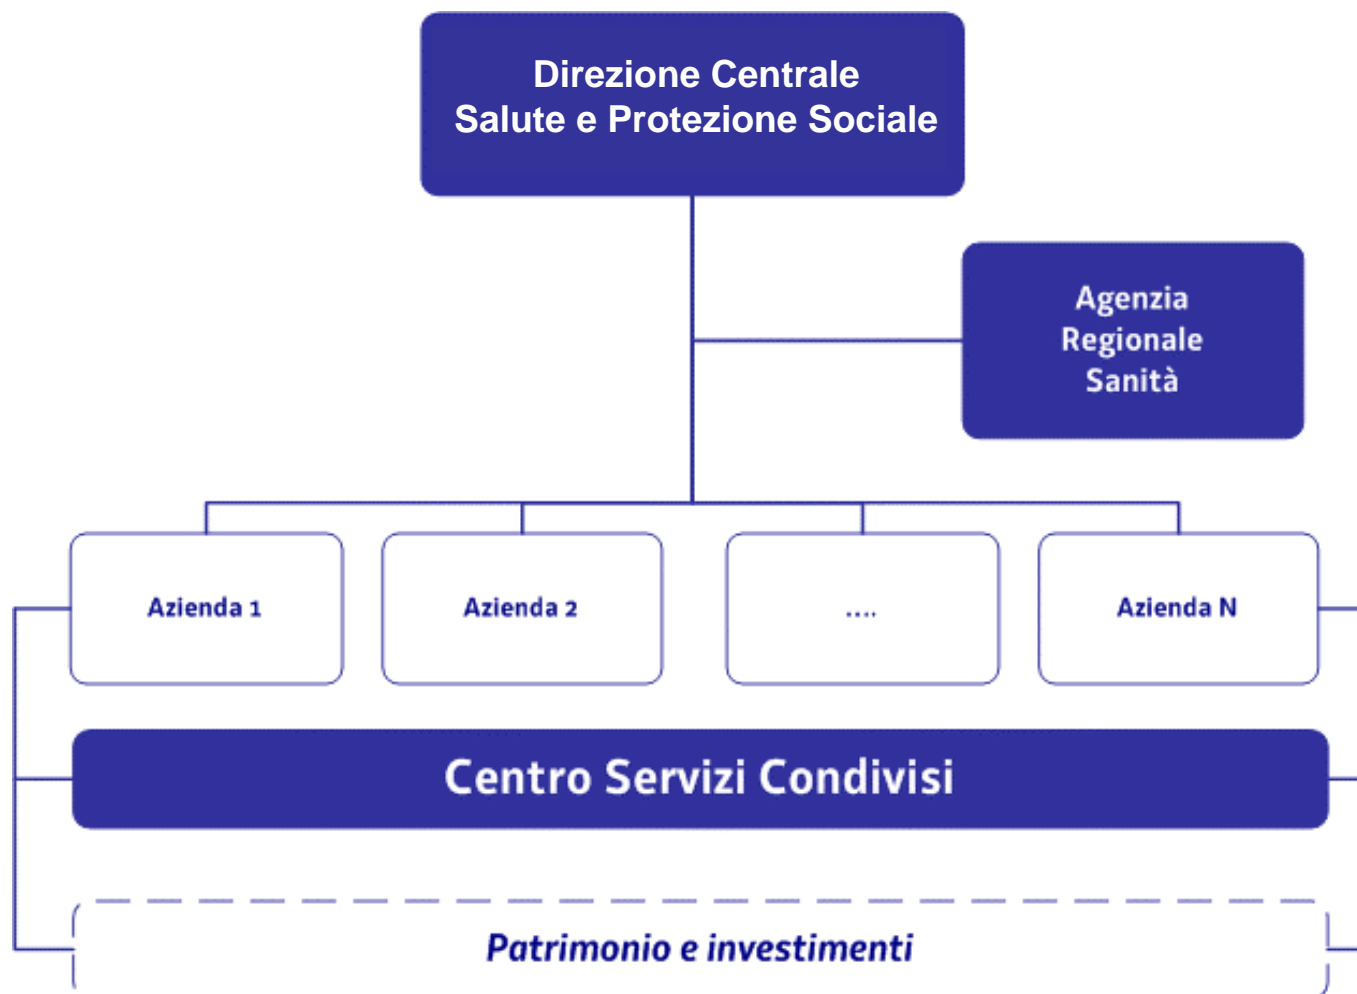 Direzione Centrale
Salute e Protezione Sociale
Agenzia
Regionale
Sanità
Azienda 1
Azienda 2
....
Azienda N
Centro Servizi Condivisi
Patrimonio e investimenti